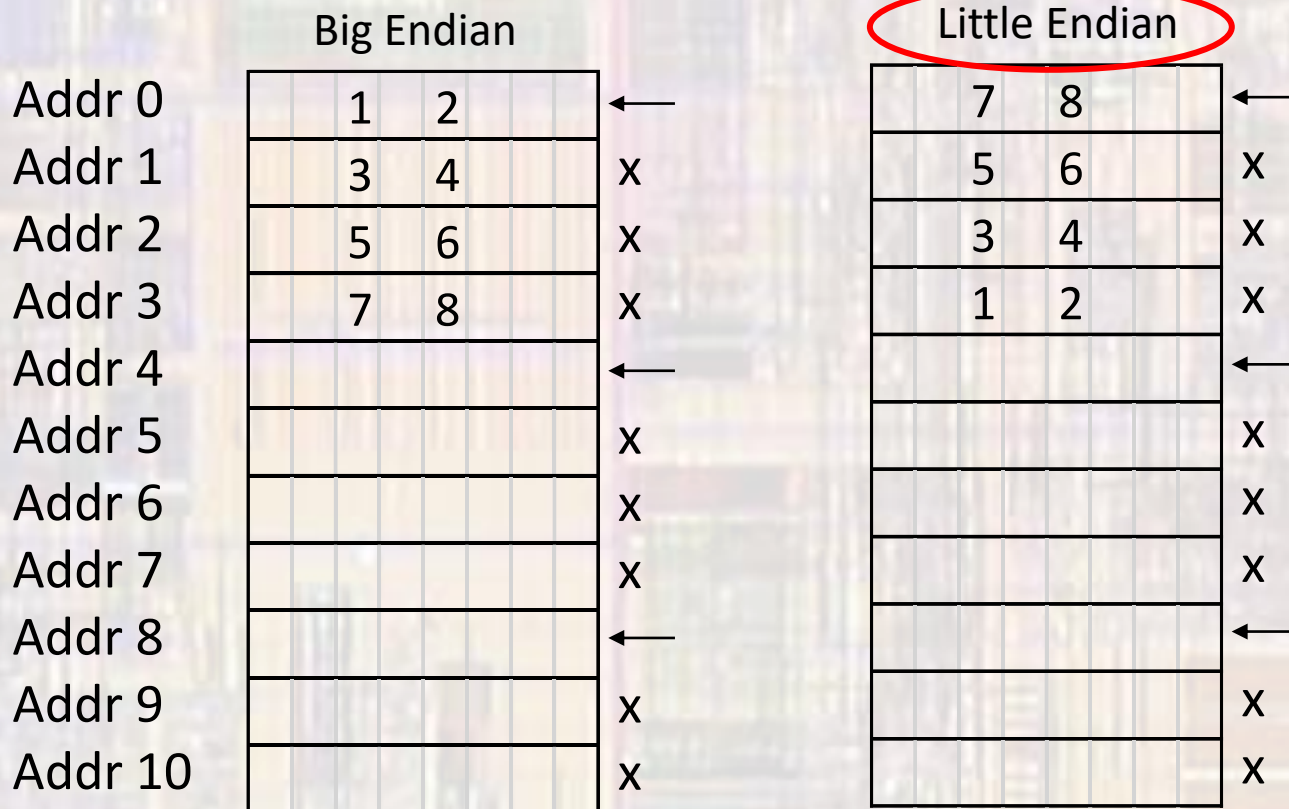 Big Endian Little Endian
Addr 0 1 2 7 8
Addr 1 3 4 x 5 6 x
Addr 2 5 6 x 3 4 x
Addr 3 7 8 x 1 2 x
Addr 4
Addr 5 x x
Addr 6 x x
Addr 7 x x
Addr 8
Addr 9 x x
Addr 10 x x